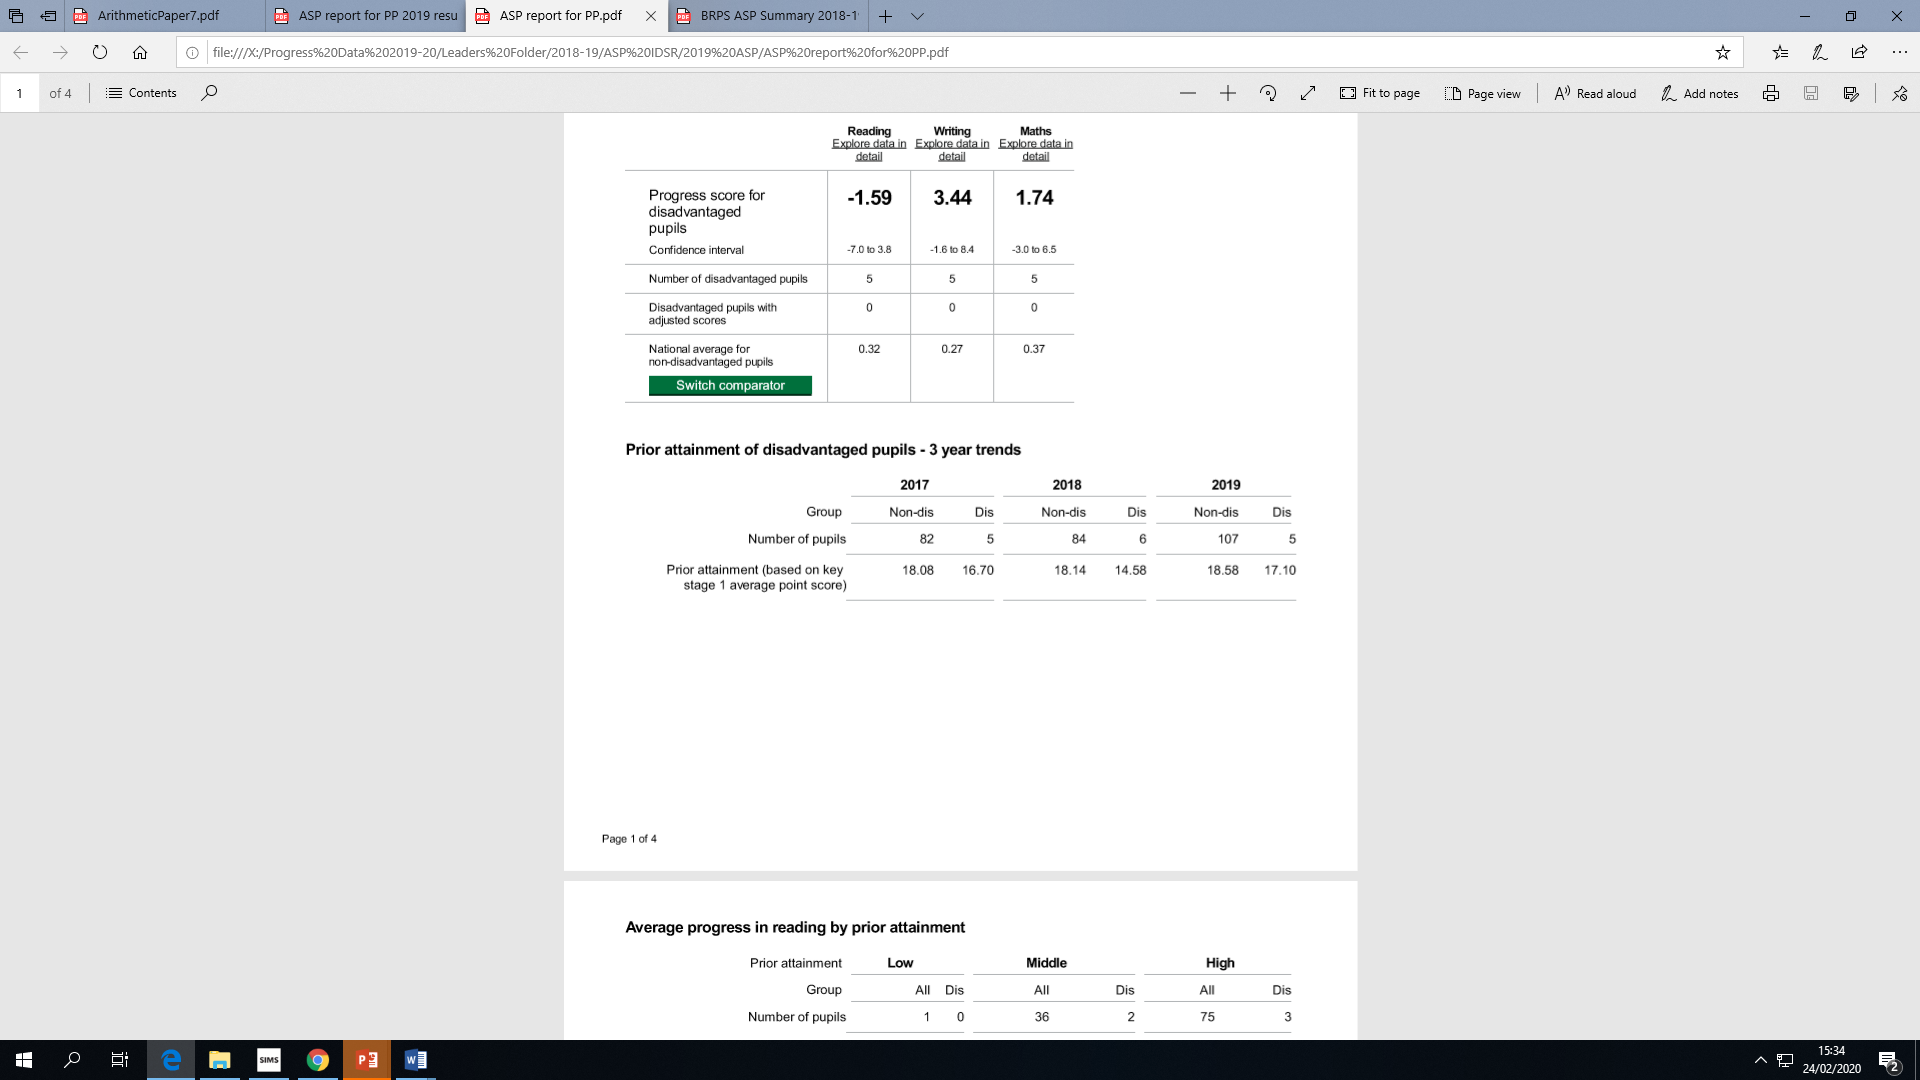 ArithmeticPaper7.pdf
ASP report for PP 2019 resu
ASP report for PP.pdf
BRPS ASP Summary 2018-1
file:///X:/Progress%20Data%202019-20/Leaders%20Folder/2018-19/ASP%20IDSR/2019%20ASP/ASP%20report%20for%20PP.pdf
1 of 4 Contents Fit to page Page view Read aloud Add notes
Reading Writing Maths
Explore data in Explore data in Explore data in
detail detail detail
Progress score for -1.59 3.44 1.74
disadvantaged
pupils
Confidence interval -7.0 to 3.8 -1.6 to 8.4 -3.0 to 6.5
Number of disadvantaged pupils 5 5 5
Disadvantaged pupils with 0 0 0
adjusted scores
National average for 0.32 0.27 0.37
non-disadvantaged pupils
Switch comparator
Prior attainment of disadvantaged pupils - 3 year trends
2017 2018 2019
Group Non-dis Dis Non-dis Dis Non-dis Dis
Number of pupils 82 5 84 6 107 5
Prior attainment (based on key 18.08 16.70 18.14 14.58 18.58 17.10
stage 1 average point score)
Page 1 of 4
Average progress in reading by prior attainment
Prior attainment Low Middle High
Group All Dis All Dis All Dis
Number of pupils 1 0 36 2 75 3
SIMS
15:34
24/02/2020
2